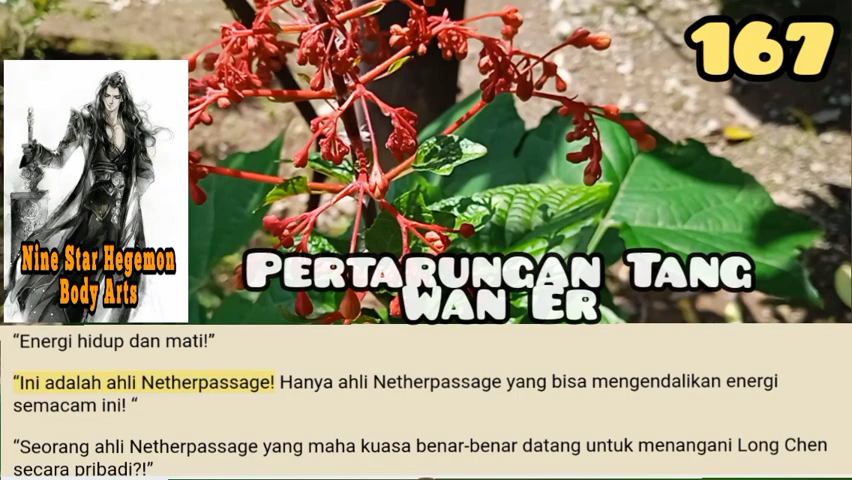 167
Nine Star Hegemon
Body Arts
Pertarungan Tang
Wan Er
“Energi hidup dan mati!”
“Ini adalah ahli Netherpassage! Hanya ahli Netherpassage yang bisa mengendalikan energi
semacam ini! “
“Seorang ahli Netherpassage yang maha kuasa benar-benar datang untuk menangani Long Chen
secara pribadi?!”